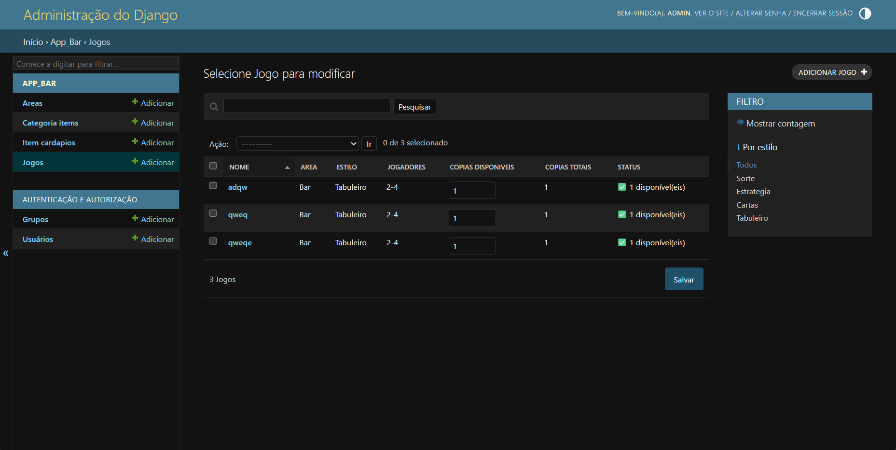 Administração do Django
BEM-VINDO(A), ADMIN. VER O SITE / ALTERAR SENHA / ENCERRAR SESSÃO
Início › App_Bar › Jogos
Comece a digitar para filtrar...
APP_BAR
Areas + Adicionar
Categoria items + Adicionar
Item cardapios + Adicionar
Jogos + Adicionar
AUTENTICAÇÃO E AUTORIZAÇÃO
Grupos + Adicionar
Usuários + Adicionar
«
Selecione Jogo para modificar
ADICIONAR JOGO +
Pesquisar
Ação: --------- Ir 0 de 3 selecionado
NOME AREA ESTILO JOGADORES COPIAS DISPONIVEIS COPIAS TOTAIS STATUS
adqw Bar Tabuleiro 2-4 1 1 ✅ 1 disponível(eis)
qweq Bar Tabuleiro 2-4 1 1 ✅ 1 disponível(eis)
qweqe Bar Tabuleiro 2-4 1 1 ✅ 1 disponível(eis)
3 Jogos
Salvar
FILTRO
Mostrar contagem
↓ Por estilo
Todos
Sorte
Estrategia
Cartas
Tabuleiro